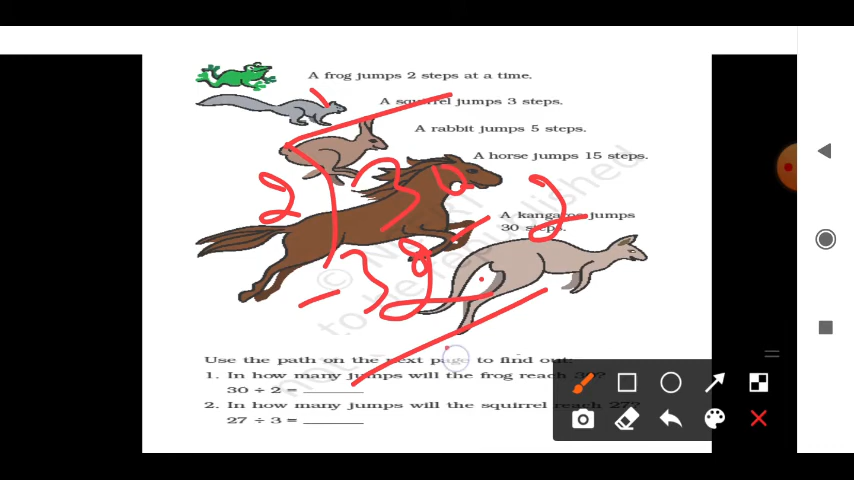 A frog jumps 2 steps at a time.
A squirrel jumps 3 steps.
A rabbit jumps 5 steps.
A horse jumps 15 steps.
A kangaroo jumps
30 steps.
Use the path on the next page to find out:
1. In how many jumps will the frog reach 30?
30 ÷ 2 =
2. In how many jumps will the squirrel reach 27?
27 ÷ 3 =